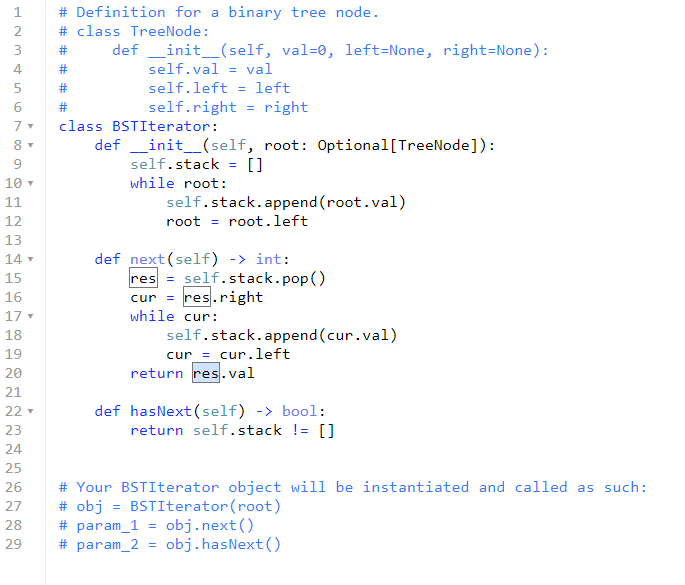 1 # Definition for a binary tree node.
2 # class TreeNode:
3 #     def __init__(self, val=0, left=None, right=None):
4 #         self.val = val
5 #         self.left = left
6 #         self.right = right
7 class BSTIterator:
8     def __init__(self, root: Optional[TreeNode]):
9         self.stack = []
10         while root:
11             self.stack.append(root.val)
12             root = root.left
13
14     def next(self) -> int:
15         res = self.stack.pop()
16         cur = res.right
17         while cur:
18             self.stack.append(cur.val)
19             cur = cur.left
20         return res.val
21
22     def hasNext(self) -> bool:
23         return self.stack != []
24
25
26 # Your BSTIterator object will be instantiated and called as such:
27 # obj = BSTIterator(root)
28 # param_1 = obj.next()
29 # param_2 = obj.hasNext()